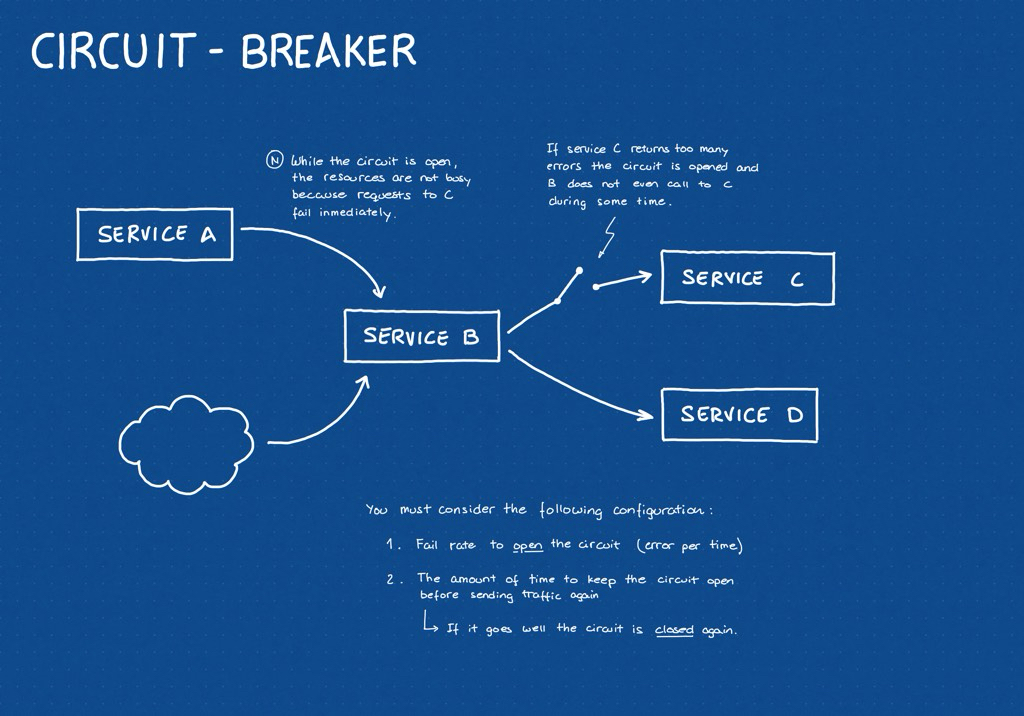 CIRCUIT - BREAKER
N While the circuit is open,
the resources are not busy
because requests to C
fail inmediately.
If service C returns too many
errors the circuit is opened and
B does not even call to C
during some time.
SERVICE A
SERVICE B
SERVICE C
SERVICE D
You must consider the following configuration:
1. Fail rate to open the circuit (error per time)
2. The amount of time to keep the circuit open
before sending traffic again
If it goes well the circuit is closed again.